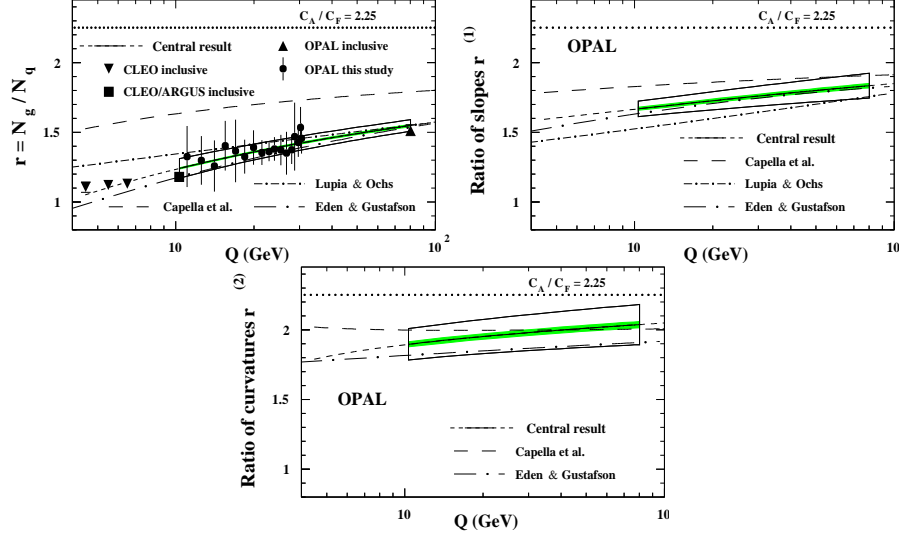 C_A / C_F = 2.25
r = N_g / N_q
2
1.5
1
Central result
CLEO inclusive
CLEO/ARGUS inclusive
OPAL inclusive
OPAL this study
Lupia & Ochs
Capella et al.
Eden & Gustafson
10
10^2
Q (GeV)
C_A / C_F = 2.25
OPAL
Ratio of slopes r^(1)
2
1.5
1
Central result
Capella et al.
Lupia & Ochs
Eden & Gustafson
10
10
Q (GeV)
C_A / C_F = 2.25
Ratio of curvatures r^(2)
2
1.5
1
OPAL
Central result
Capella et al.
Eden & Gustafson
10
10
Q (GeV)